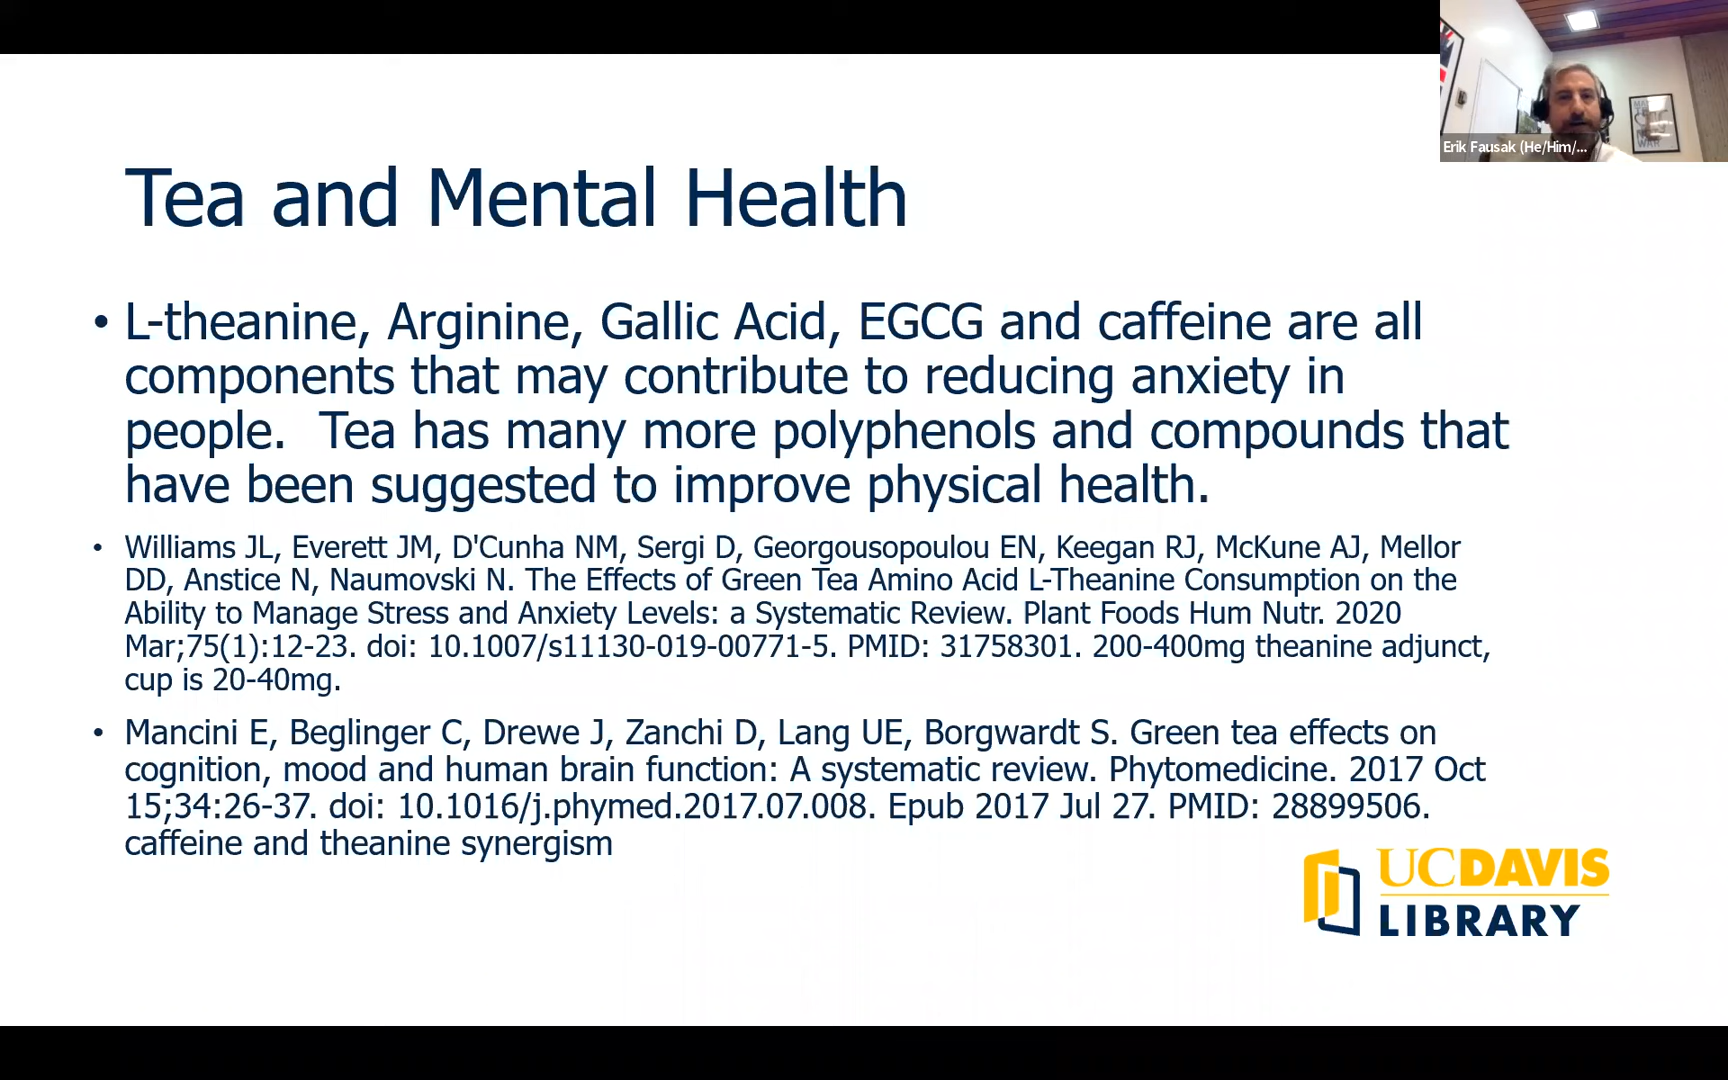 Erik Fausak (He/Him/...
Tea and Mental Health
• L-theanine, Arginine, Gallic Acid, EGCG and caffeine are all
components that may contribute to reducing anxiety in
people.  Tea has many more polyphenols and compounds that
have been suggested to improve physical health.
• Williams JL, Everett JM, D'Cunha NM, Sergi D, Georgousopoulou EN, Keegan RJ, McKune AJ, Mellor
DD, Anstice N, Naumovski N. The Effects of Green Tea Amino Acid L-Theanine Consumption on the
Ability to Manage Stress and Anxiety Levels: a Systematic Review. Plant Foods Hum Nutr. 2020
Mar;75(1):12-23. doi: 10.1007/s11130-019-00771-5. PMID: 31758301. 200-400mg theanine adjunct,
cup is 20-40mg.
• Mancini E, Beglinger C, Drewe J, Zanchi D, Lang UE, Borgwardt S. Green tea effects on
cognition, mood and human brain function: A systematic review. Phytomedicine. 2017 Oct
15;34:26-37. doi: 10.1016/j.phymed.2017.07.008. Epub 2017 Jul 27. PMID: 28899506.
caffeine and theanine synergism
UCDAVIS
LIBRARY